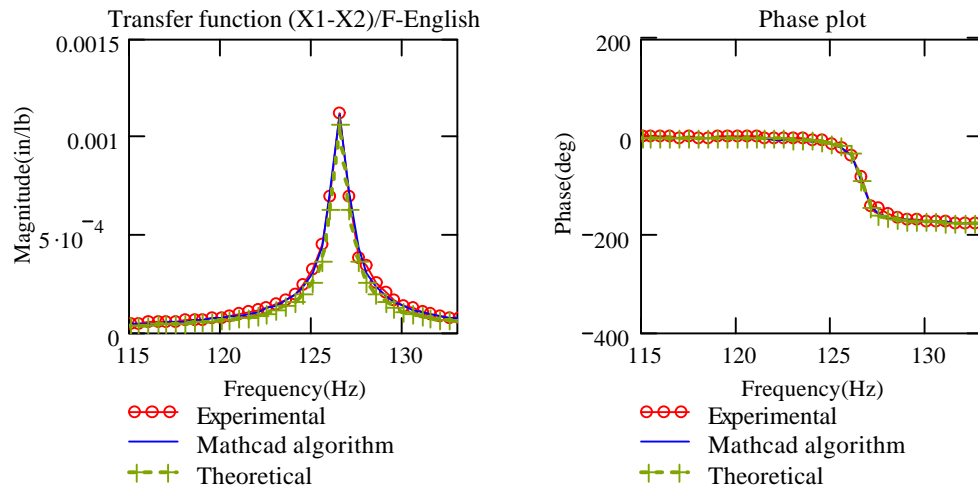 Transfer function (X1-X2)/F-English
0.0015
0.001
5·10⁻⁴
0
Magnitude(in/lb)
115 120 125 130
Frequency(Hz)
Experimental
Mathcad algorithm
Theoretical
Phase plot
200
0
−200
−400
Phase(deg)
115 120 125 130
Frequency(Hz)
Experimental
Mathcad algorithm
Theoretical